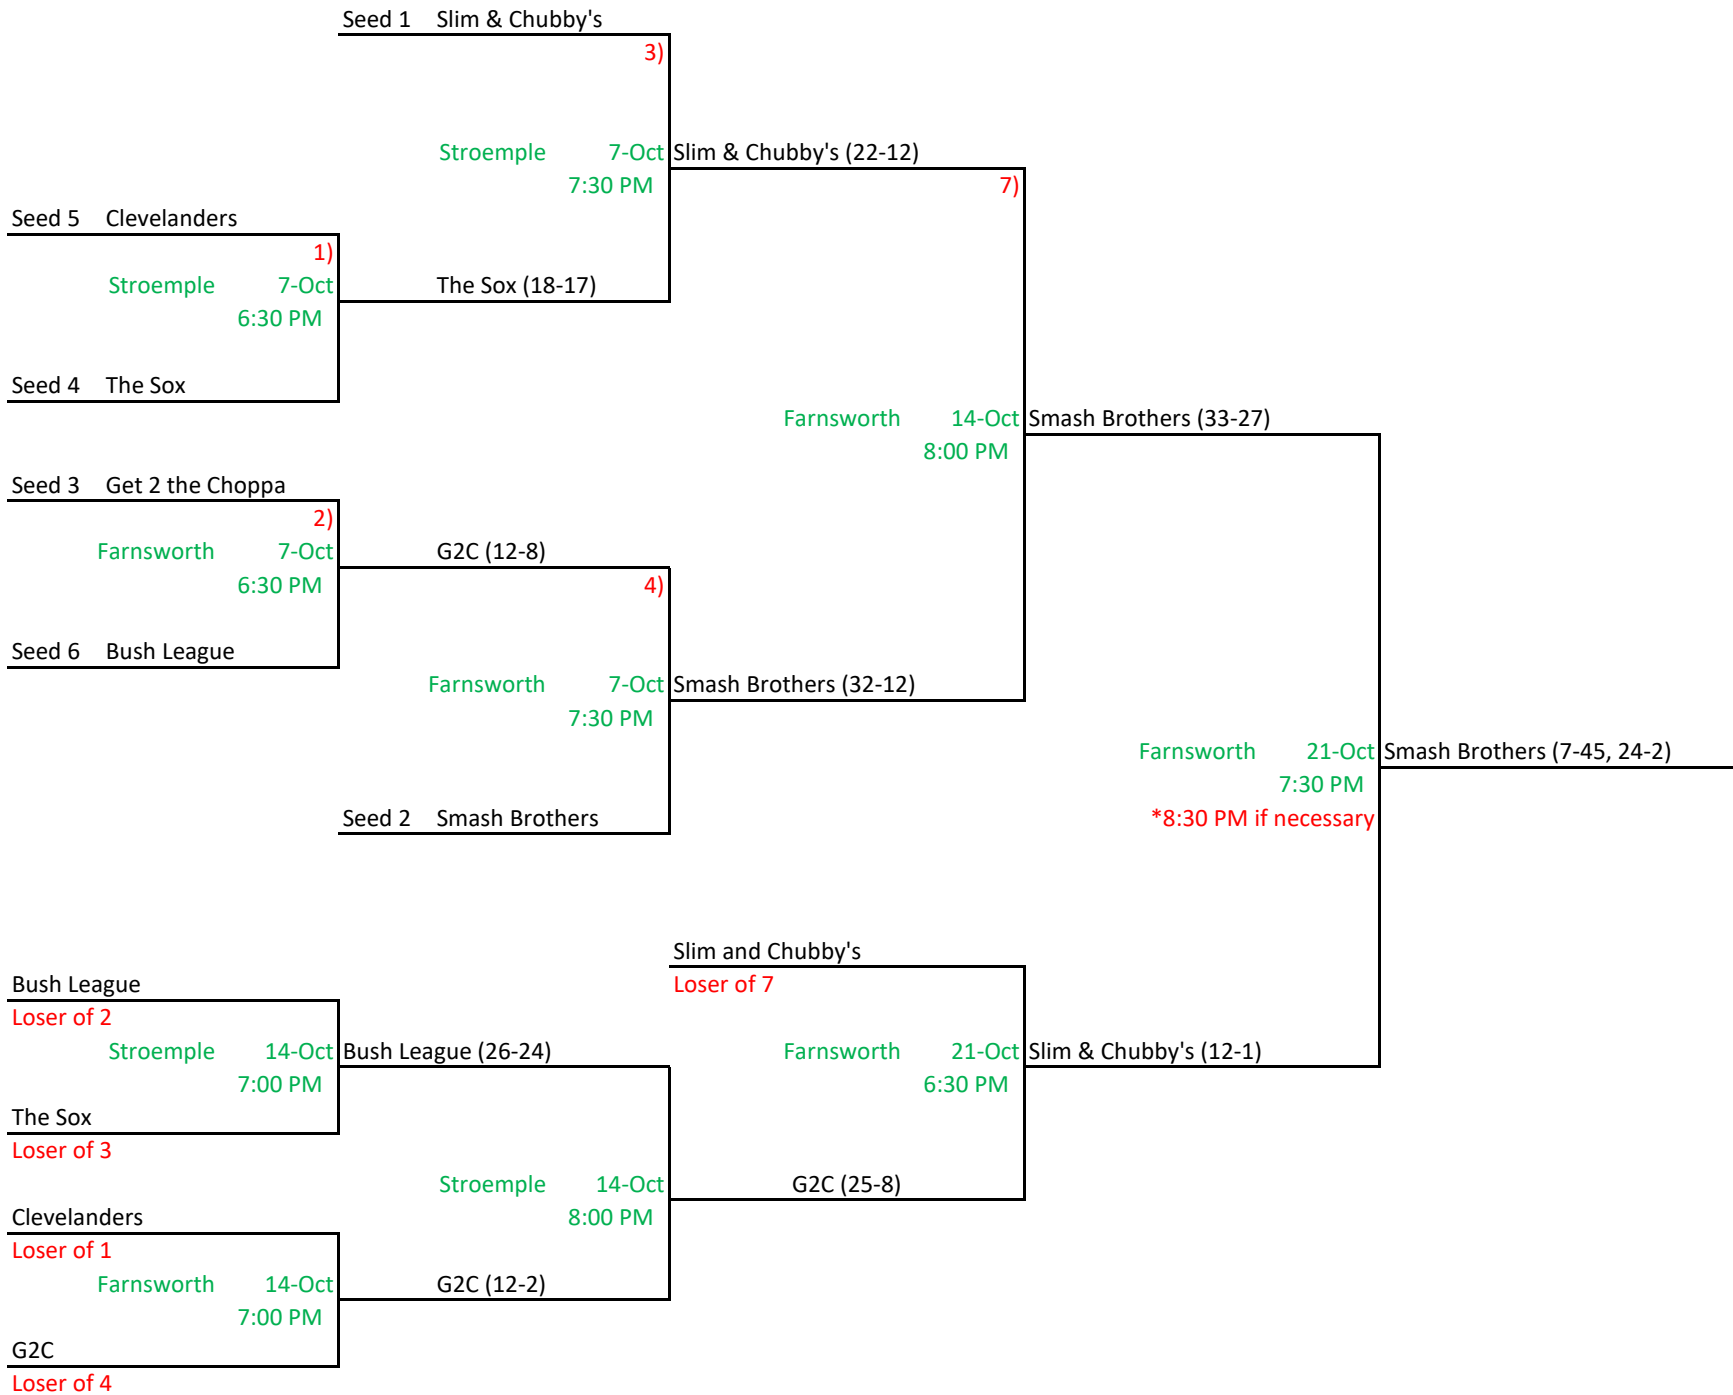 Seed 1 Slim & Chubby's
3)
Stroemple 7-Oct Slim & Chubby's (22-12)
7:30 PM 7)
Seed 5 Clevelanders
1)
Stroemple 7-Oct The Sox (18-17)
6:30 PM
Seed 4 The Sox
Farnsworth 14-Oct Smash Brothers (33-27)
8:00 PM
Seed 3 Get 2 the Choppa
2)
Farnsworth 7-Oct G2C (12-8)
6:30 PM 4)
Seed 6 Bush League
Farnsworth 7-Oct Smash Brothers (32-12)
7:30 PM
Farnsworth 21-Oct Smash Brothers (7-45, 24-2)
7:30 PM
Seed 2 Smash Brothers *8:30 PM if necessary
Slim and Chubby's
Bush League Loser of 7
Loser of 2
Stroemple 14-Oct Bush League (26-24) Farnsworth 21-Oct Slim & Chubby's (12-1)
7:00 PM 6:30 PM
The Sox
Loser of 3
Stroemple 14-Oct G2C (25-8)
Clevelanders 8:00 PM
Loser of 1
Farnsworth 14-Oct G2C (12-2)
7:00 PM
G2C
Loser of 4